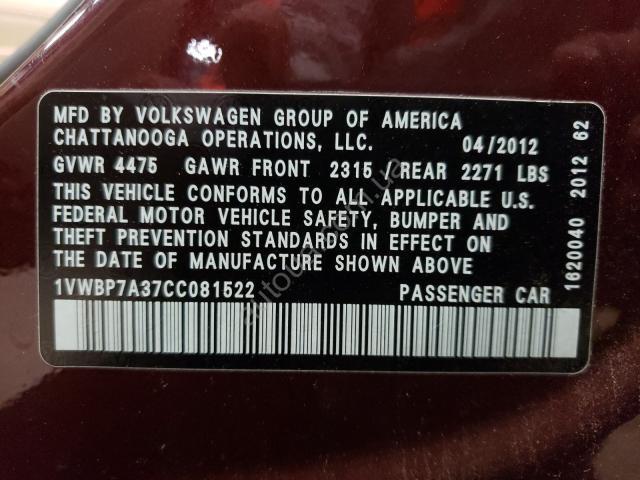 MFD BY VOLKSWAGEN GROUP OF AMERICA
CHATTANOOGA OPERATIONS, LLC. 04/2012
GVWR 4475 GAWR FRONT 2315 / REAR 2271 LBS
THIS VEHICLE CONFORMS TO ALL APPLICABLE U.S.
FEDERAL MOTOR VEHICLE SAFETY, BUMPER AND
THEFT PREVENTION STANDARDS IN EFFECT ON
THE DATE OF MANUFACTURE SHOWN ABOVE.
1VWBP7A37CC081522 PASSENGER CAR
1620040 2012 62